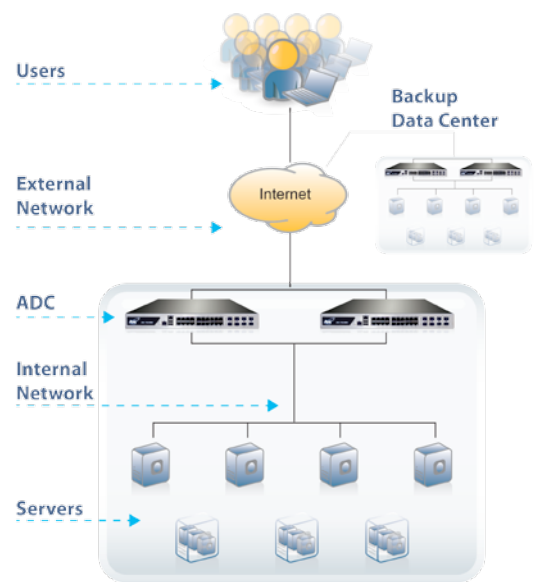 Users
Backup
Data Center
External
Network
Internet
ADC
Internal
Network
Servers